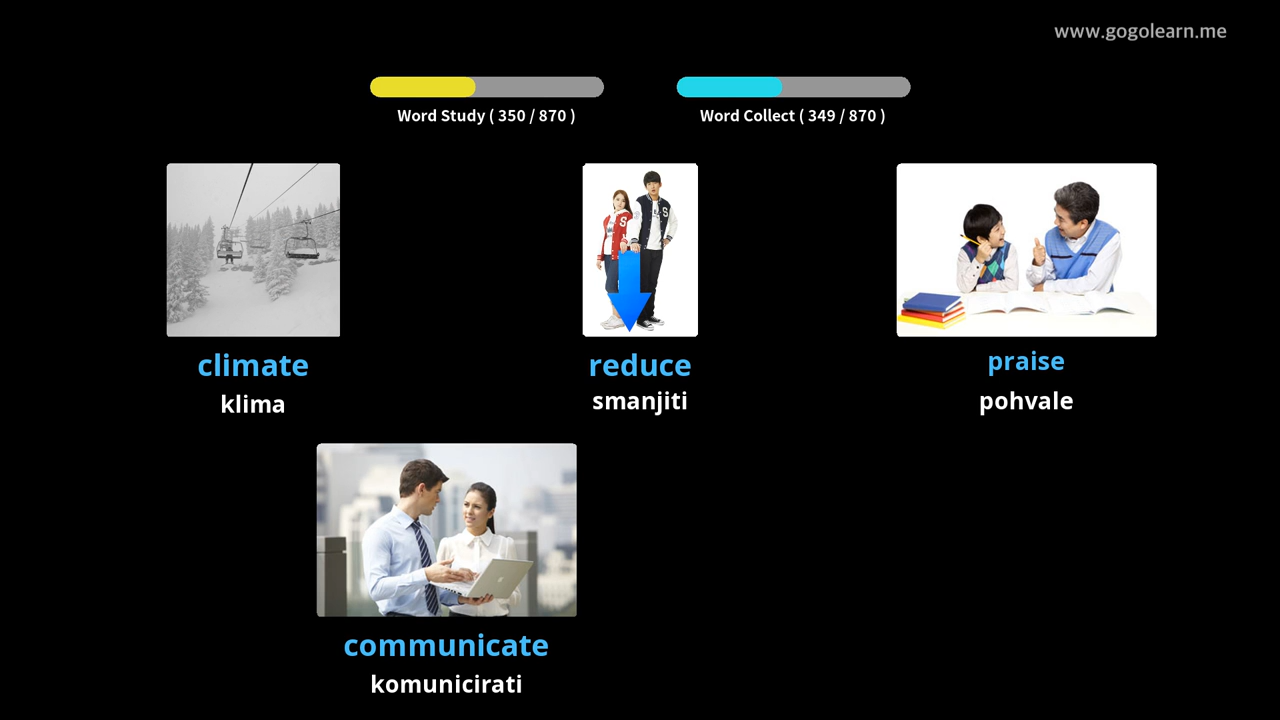 www.gogolearn.me
Word Study ( 350 / 870 )
Word Collect ( 349 / 870 )
climate
klima
reduce
smanjiti
praise
pohvale
communicate
komunicirati